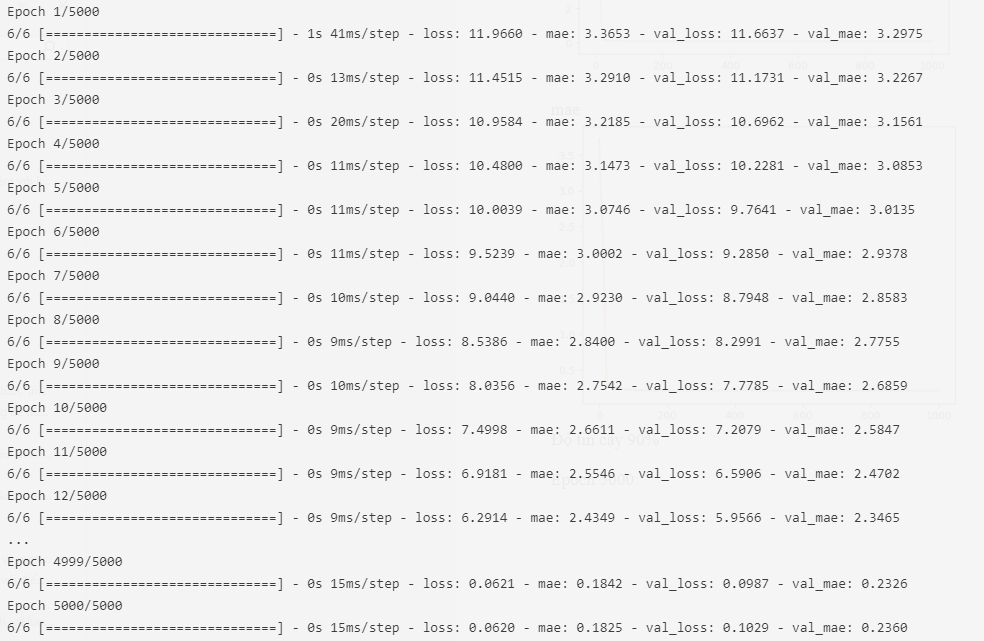 Epoch 1/5000
6/6 [==============================] - 1s 41ms/step - loss: 11.9660 - mae: 3.3653 - val_loss: 11.6637 - val_mae: 3.2975
Epoch 2/5000
6/6 [==============================] - 0s 13ms/step - loss: 11.4515 - mae: 3.2910 - val_loss: 11.1731 - val_mae: 3.2267
Epoch 3/5000
6/6 [==============================] - 0s 20ms/step - loss: 10.9584 - mae: 3.2185 - val_loss: 10.6962 - val_mae: 3.1561
Epoch 4/5000
6/6 [==============================] - 0s 11ms/step - loss: 10.4800 - mae: 3.1473 - val_loss: 10.2281 - val_mae: 3.0853
Epoch 5/5000
6/6 [==============================] - 0s 11ms/step - loss: 10.0039 - mae: 3.0746 - val_loss: 9.7641 - val_mae: 3.0135
Epoch 6/5000
6/6 [==============================] - 0s 11ms/step - loss: 9.5239 - mae: 3.0002 - val_loss: 9.2850 - val_mae: 2.9378
Epoch 7/5000
6/6 [==============================] - 0s 10ms/step - loss: 9.0440 - mae: 2.9230 - val_loss: 8.7948 - val_mae: 2.8583
Epoch 8/5000
6/6 [==============================] - 0s 9ms/step - loss: 8.5386 - mae: 2.8400 - val_loss: 8.2991 - val_mae: 2.7755
Epoch 9/5000
6/6 [==============================] - 0s 10ms/step - loss: 8.0356 - mae: 2.7542 - val_loss: 7.7785 - val_mae: 2.6859
Epoch 10/5000
6/6 [==============================] - 0s 9ms/step - loss: 7.4998 - mae: 2.6611 - val_loss: 7.2079 - val_mae: 2.5847
Epoch 11/5000
6/6 [==============================] - 0s 9ms/step - loss: 6.9181 - mae: 2.5546 - val_loss: 6.5906 - val_mae: 2.4702
Epoch 12/5000
6/6 [==============================] - 0s 9ms/step - loss: 6.2914 - mae: 2.4349 - val_loss: 5.9566 - val_mae: 2.3465
...
Epoch 4999/5000
6/6 [==============================] - 0s 15ms/step - loss: 0.0621 - mae: 0.1842 - val_loss: 0.0987 - val_mae: 0.2326
Epoch 5000/5000
6/6 [==============================] - 0s 15ms/step - loss: 0.0620 - mae: 0.1825 - val_loss: 0.1029 - val_mae: 0.2360